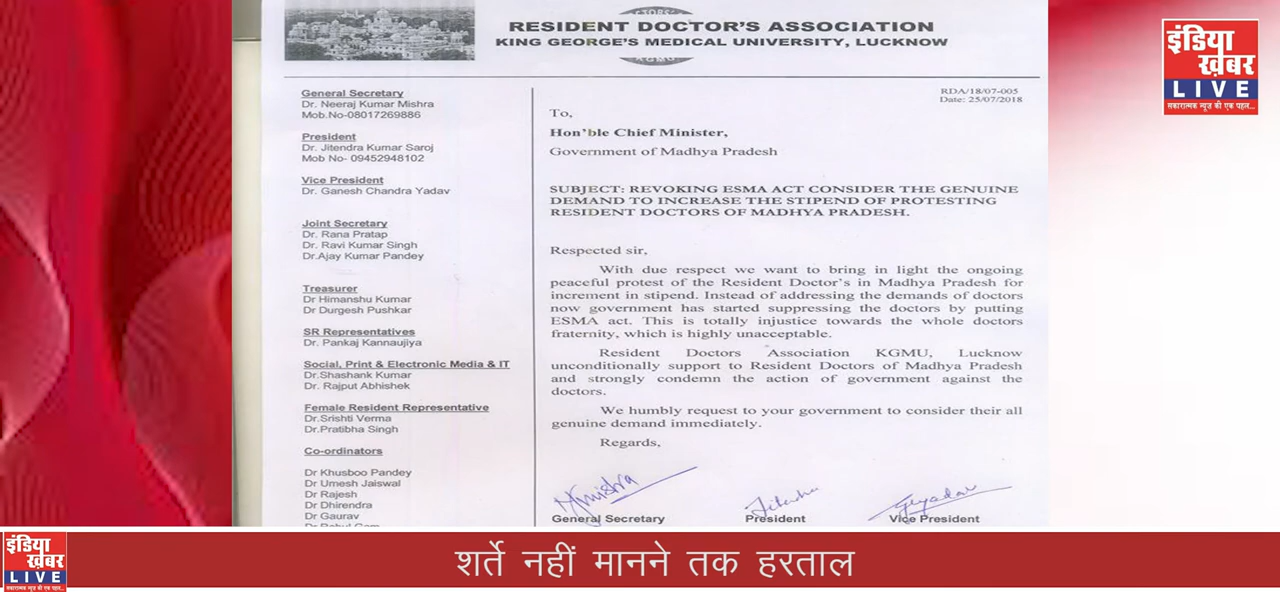 RESIDENT DOCTOR'S ASSOCIATION
KING GEORGE'S MEDICAL UNIVERSITY, LUCKNOW
इंडिया
ख़बर
LIVE
सकारात्मक न्यूज़ की एक पहल...
General Secretary
Dr. Neeraj Kumar Mishra
Mob.No-08017269886
President
Dr. Jitendra Kumar Saroj
Mob No- 09452948102
Vice President
Dr. Ganesh Chandra Yadav
Joint Secretary
Dr. Rana Pratap
Dr. Ravi Kumar Singh
Dr.Ajay Kumar Pandey
Treasurer
Dr Himanshu Kumar
Dr Durgesh Pushkar
SR Representatives
Dr. Pankaj Kannaujiya
Social, Print & Electronic Media & IT
Dr.Shashank Kumar
Dr. Rajput Abhishek
Female Resident Representative
Dr.Srishti Verma
Dr.Pratibha Singh
Co-ordinators
Dr Khusboo Pandey
Dr Umesh Jaiswal
Dr Rajesh
Dr Dhirendra
Dr Gaurav
RDA/18/07-005
Date: 25/07/2018
To,
Hon'ble Chief Minister,
Government of Madhya Pradesh
SUBJECT: REVOKING ESMA ACT CONSIDER THE GENUINE
DEMAND TO INCREASE THE STIPEND OF PROTESTING
RESIDENT DOCTORS OF MADHYA PRADESH.
Respected sir,
With due respect we want to bring in light the ongoing
peaceful protest of the Resident Doctor's in Madhya Pradesh for
increment in stipend. Instead of addressing the demands of doctors
now government has started suppressing the doctors by putting
ESMA act. This is totally injustice towards the whole doctors
fraternity, which is highly unacceptable.
Resident Doctors Association KGMU, Lucknow
unconditionally support to Resident Doctors of Madhya Pradesh
and strongly condemn the action of government against the
doctors.
We humbly request to your government to consider their all
genuine demand immediately.
Regards,
General Secretary President Vice President
इंडिया
ख़बर
LIVE
शर्ते नहीं मानने तक हरताल